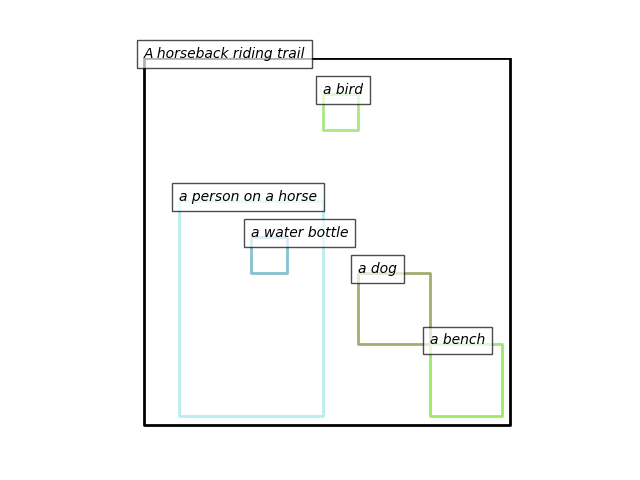 A horseback riding trail
a bird
a person on a horse
a water bottle
a dog
a bench